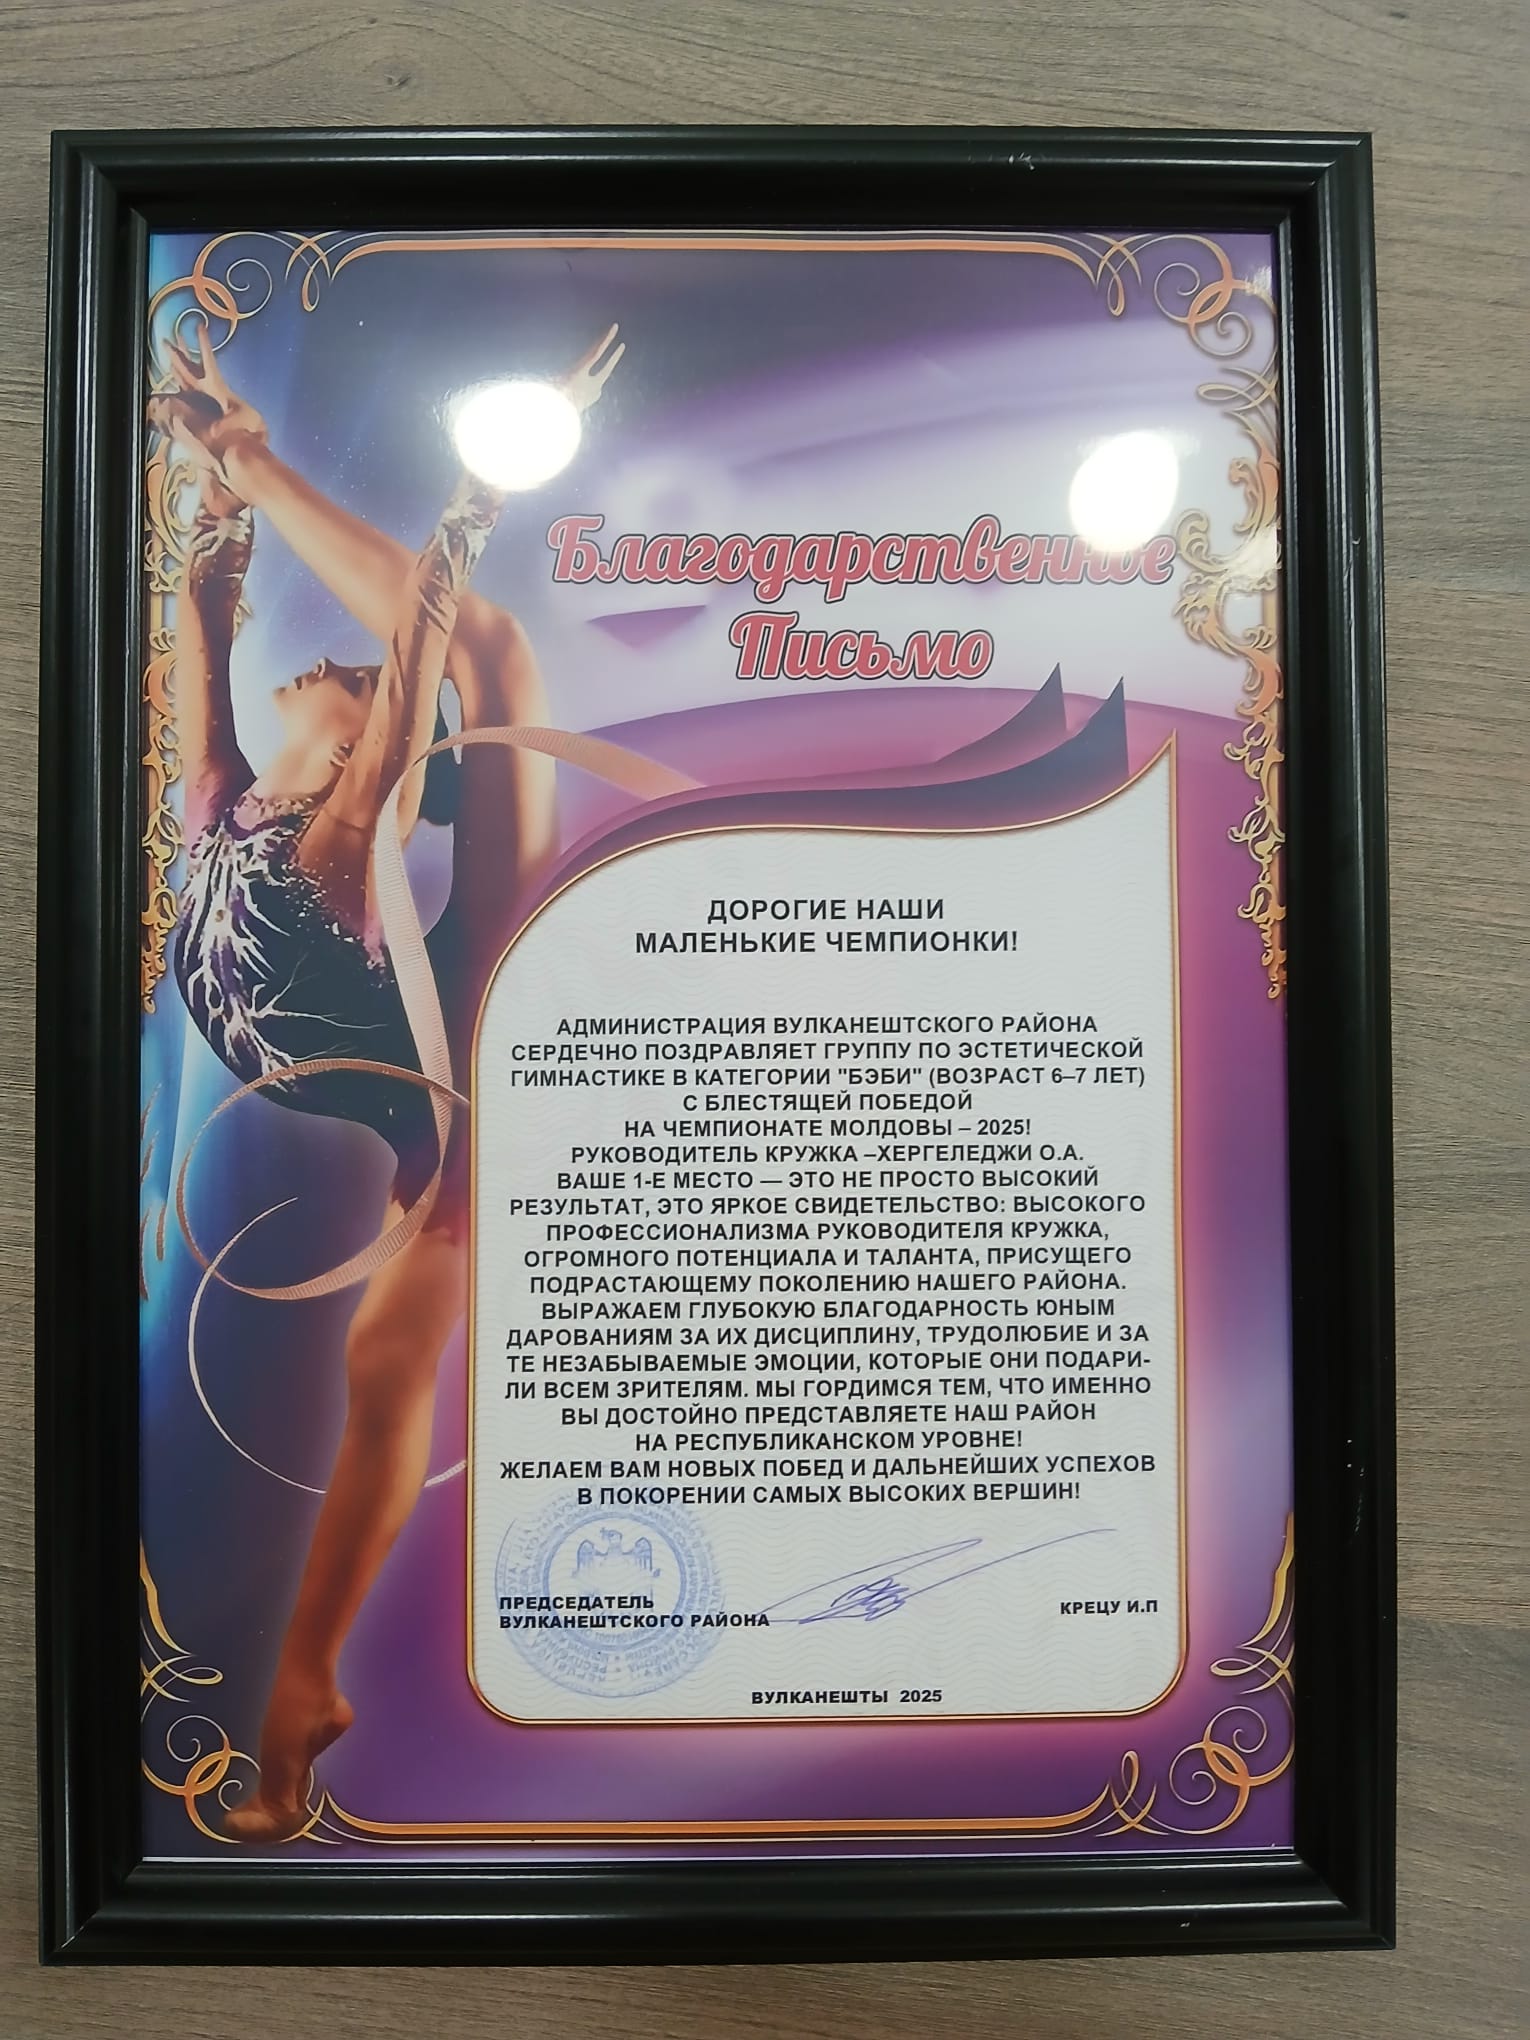 Благодарственное
Письмо
ДОРОГИЕ НАШИ
МАЛЕНЬКИЕ ЧЕМПИОНКИ!
АДМИНИСТРАЦИЯ ВУЛКАНЕШТСКОГО РАЙОНА
СЕРДЕЧНО ПОЗДРАВЛЯЕТ ГРУППУ ПО ЭСТЕТИЧЕСКОЙ
ГИМНАСТИКЕ В КАТЕГОРИИ "БЭБИ" (ВОЗРАСТ 6–7 ЛЕТ)
С БЛЕСТЯЩЕЙ ПОБЕДОЙ
НА ЧЕМПИОНАТЕ МОЛДОВЫ – 2025!
РУКОВОДИТЕЛЬ КРУЖКА –ХЕРГЕЛЕДЖИ О.А.
ВАШЕ 1-Е МЕСТО — ЭТО НЕ ПРОСТО ВЫСОКИЙ
РЕЗУЛЬТАТ, ЭТО ЯРКОЕ СВИДЕТЕЛЬСТВО: ВЫСОКОГО
ПРОФЕССИОНАЛИЗМА РУКОВОДИТЕЛЯ КРУЖКА,
ОГРОМНОГО ПОТЕНЦИАЛА И ТАЛАНТА, ПРИСУЩЕГО
ПОДРАСТАЮЩЕМУ ПОКОЛЕНИЮ НАШЕГО РАЙОНА.
ВЫРАЖАЕМ ГЛУБОКУЮ БЛАГОДАРНОСТЬ ЮНЫМ
ДАРОВАНИЯМ ЗА ИХ ДИСЦИПЛИНУ, ТРУДОЛЮБИЕ И ЗА
ТЕ НЕЗАБЫВАЕМЫЕ ЭМОЦИИ, КОТОРЫЕ ОНИ ПОДАРИ-
ЛИ ВСЕМ ЗРИТЕЛЯМ. МЫ ГОРДИМСЯ ТЕМ, ЧТО ИМЕННО
ВЫ ДОСТОЙНО ПРЕДСТАВЛЯЕТЕ НАШ РАЙОН
НА РЕСПУБЛИКАНСКОМ УРОВНЕ!
ЖЕЛАЕМ ВАМ НОВЫХ ПОБЕД И ДАЛЬНЕЙШИХ УСПЕХОВ
В ПОКОРЕНИИ САМЫХ ВЫСОКИХ ВЕРШИН!
ПРЕДСЕДАТЕЛЬ
ВУЛКАНЕШТСКОГО РАЙОНА
КРЕЦУ И.П
ВУЛКАНЕШТЫ 2025